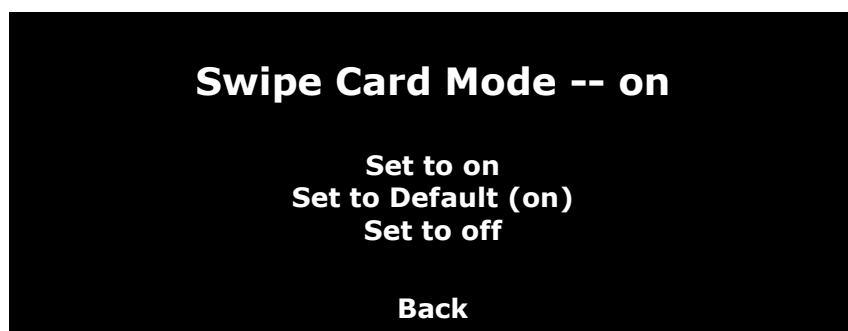 Swipe Card Mode -- on
Set to on
Set to Default (on)
Set to off
Back